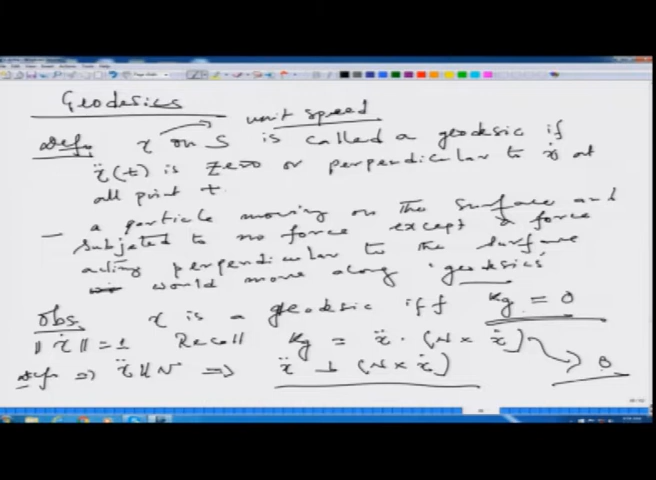 Geodesics
unit speed
Defn γ on S is called a geodesic if
γ̈(t) is zero or perpendicular to γ̇ at
all point t.
— a particle moving on the surface and
subjected to no force except a force
acting perpendicular to the surface
would move along 'geodesics'
Obs. γ is a geodesic iff Kg = 0
||γ̇|| = 1 Recall Kg = γ̈ · (N × γ̇) → 0
Defn ⇒ γ̈ || N ⇒ γ̈ ⊥ (N × γ̇)